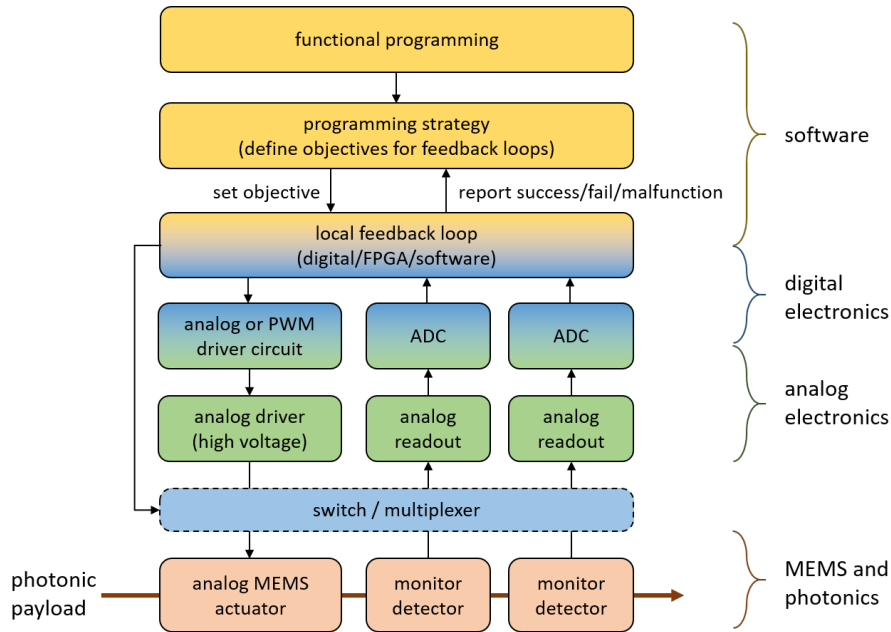 functional programming
programming strategy
(define objectives for feedback loops)
software
set objective
report success/fail/malfunction
local feedback loop
(digital/FPGA/software)
digital
electronics
analog or PWM
driver circuit
ADC
ADC
analog driver
(high voltage)
analog
readout
analog
readout
analog
electronics
switch / multiplexer
photonic
payload
analog MEMS
actuator
monitor
detector
monitor
detector
MEMS and
photonics